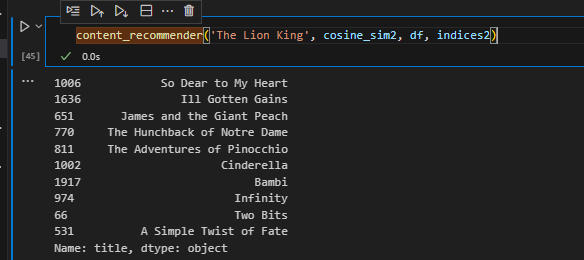 content_recommender('The Lion King', cosine_sim2, df, indices2)
[45]
0.0s
1006 So Dear to My Heart
1636 Ill Gotten Gains
651 James and the Giant Peach
770 The Hunchback of Notre Dame
811 The Adventures of Pinocchio
1002 Cinderella
1917 Bambi
974 Infinity
66 Two Bits
531 A Simple Twist of Fate
Name: title, dtype: object